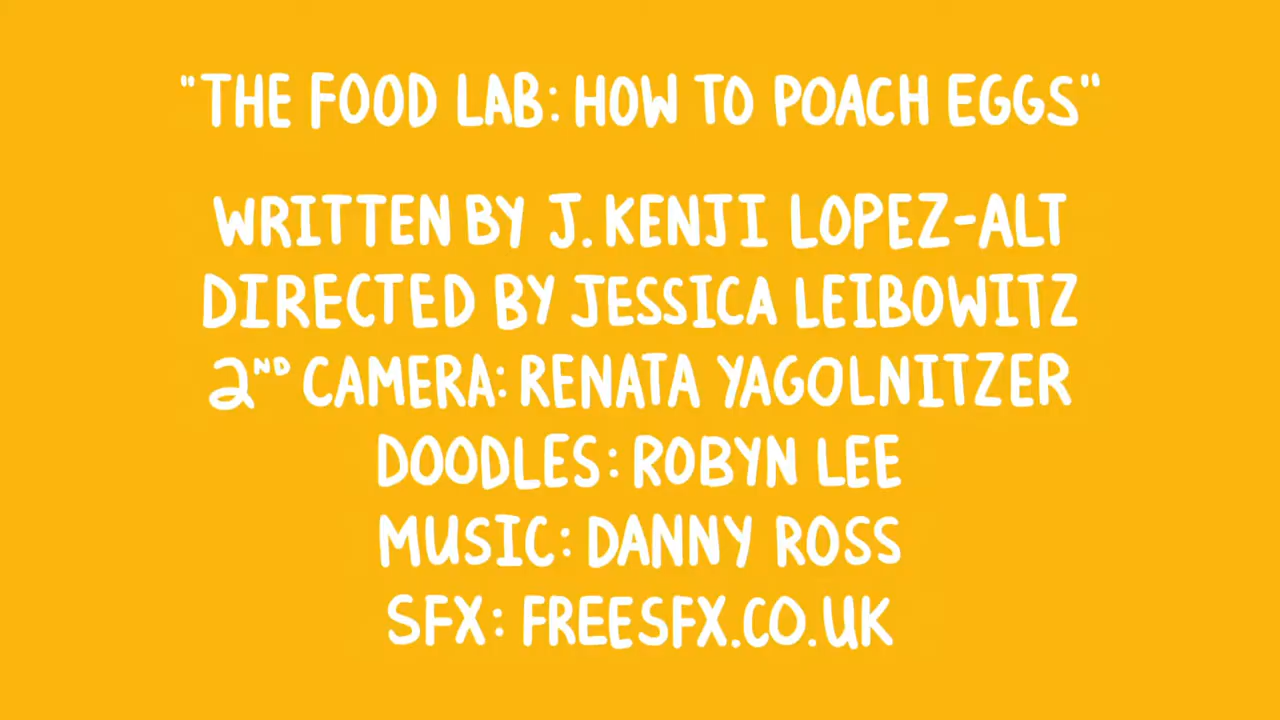 "THE FOOD LAB: HOW TO POACH EGGS"
WRITTEN BY J. KENJI LOPEZ-ALT
DIRECTED BY JESSICA LEIBOWITZ
2ND CAMERA: RENATA YAGOLNITZER
DOODLES: ROBYN LEE
MUSIC: DANNY ROSS
SFX: FREESFX.CO.UK